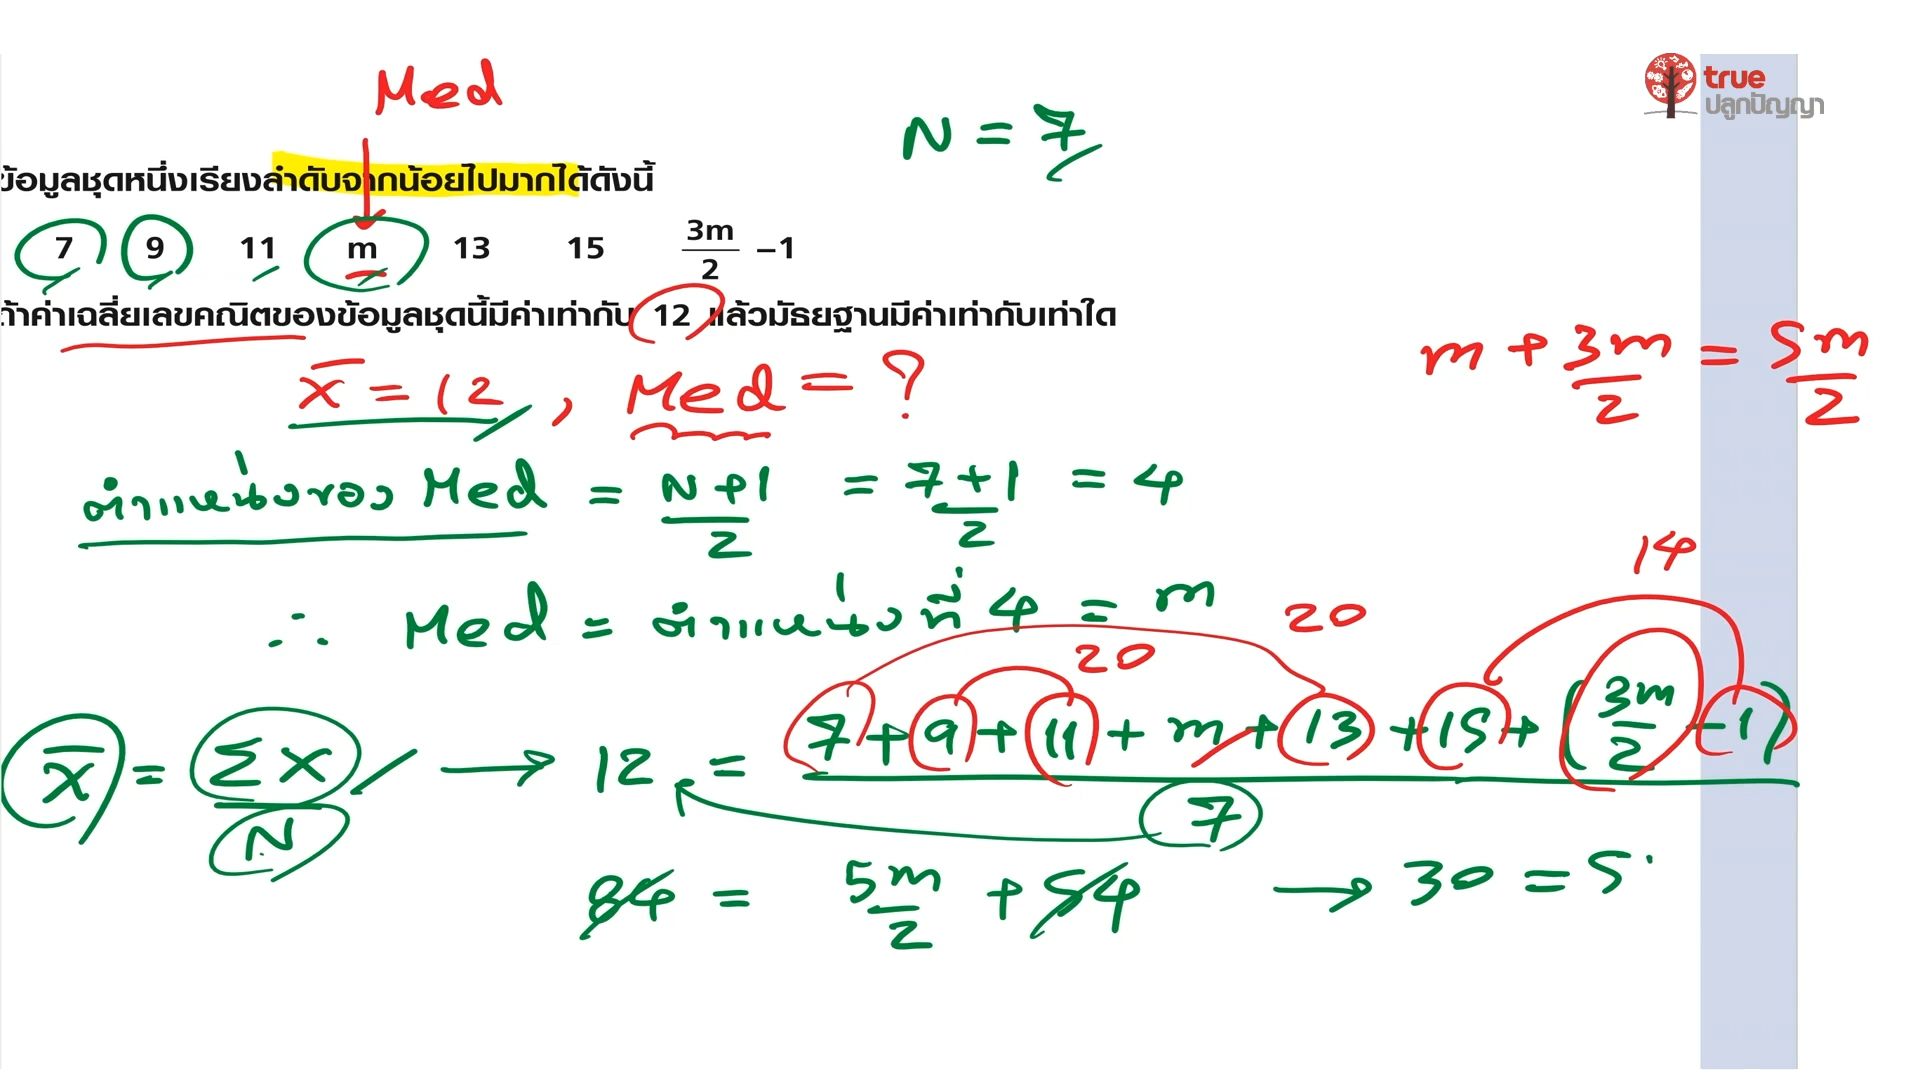 Med
true
ปลูกปัญญา
N = 7
ข้อมูลชุดหนึ่งเรียงลำดับจากน้อยไปมากได้ดังนี้
7 9 11 m 13 15 3m/2 –1
ถ้าค่าเฉลี่ยเลขคณิตของข้อมูลชุดนี้มีค่าเท่ากับ 12 แล้วมัธยฐานมีค่าเท่ากับเท่าใด
m + 3m/2 = 5m/2
x̄ = 12 , Med = ?
ตำแหน่งของ Med = N+1/2 = 7+1/2 = 4
14
∴ Med = ตำแหน่งที่ 4 = m
20
20
x̄ = Σx/N → 12 = 7+9+11+m+13+15+(3m/2 -1)/7
84 = 5m/2 + 54 → 30 = 5